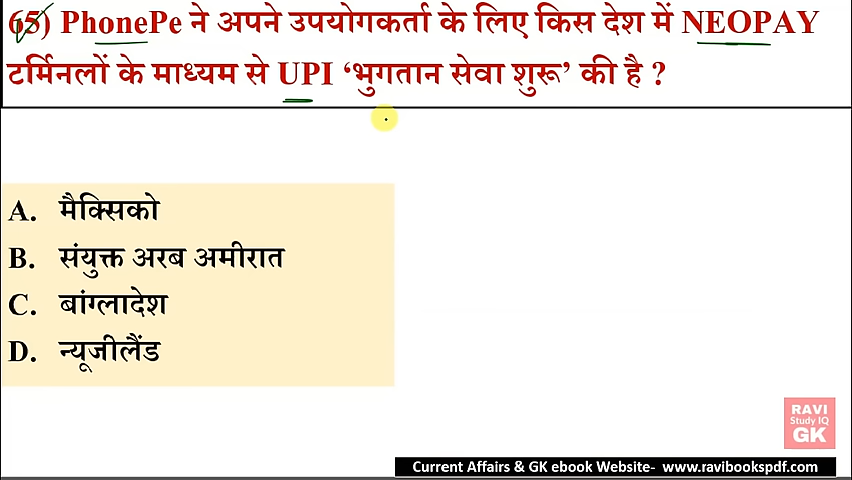 65) PhonePe ने अपने उपयोगकर्ता के लिए किस देश में NEOPAY
टर्मिनलों के माध्यम से UPI ‘भुगतान सेवा शुरू’ की है ?
A. मैक्सिको
B. संयुक्त अरब अमीरात
C. बांग्लादेश
D. न्यूजीलैंड
RAVI
Study IQ
GK
Current Affairs & GK ebook Website- www.ravibookspdf.com